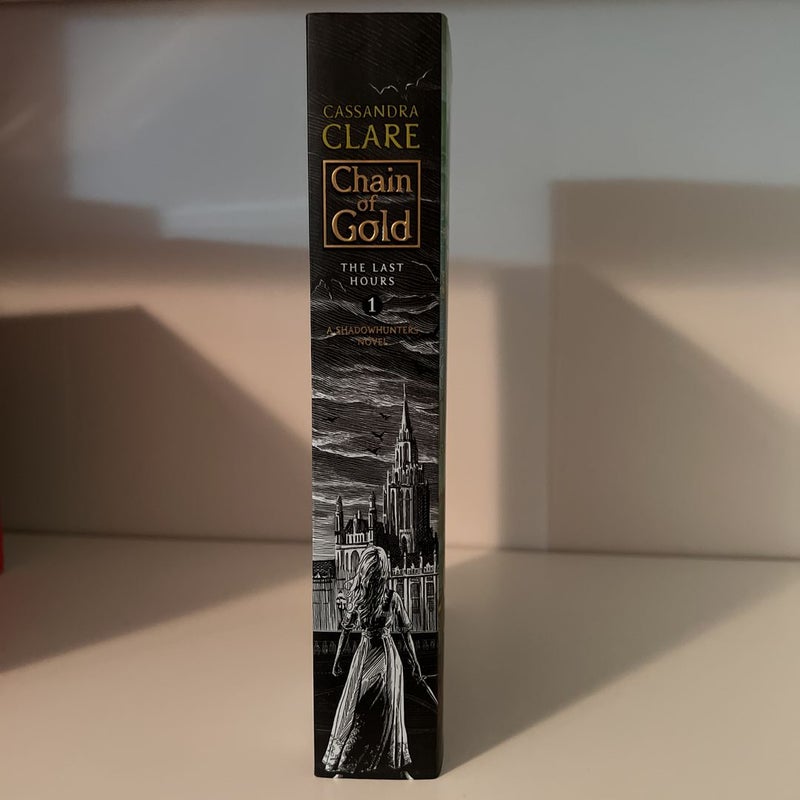 CASSANDRA
CLARE
Chain
of
Gold
THE LAST
HOURS
1
A SHADOWHUNTERS
NOVEL